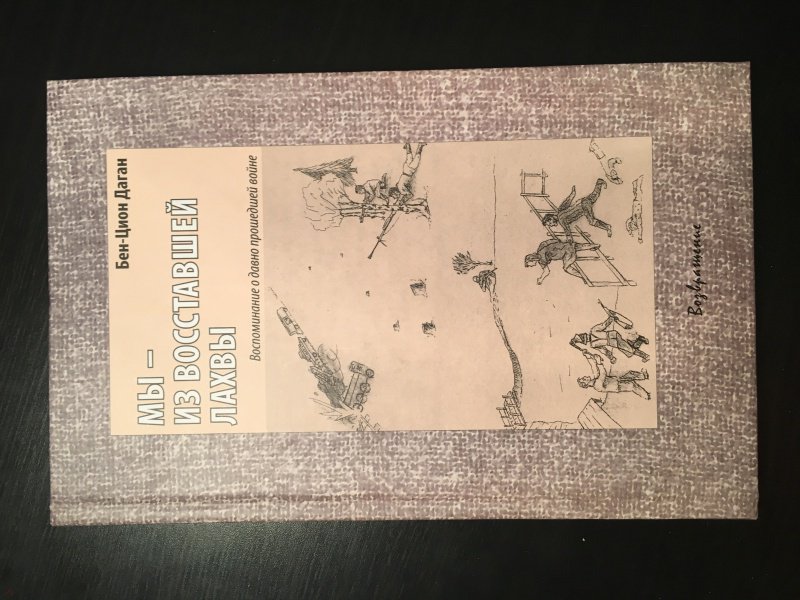 Бен-Цион Даган
МЫ –
ИЗ ВОССТАВШЕЙ
ЛАХВЫ
Воспоминание о давно прошедшей войне
Возвращение